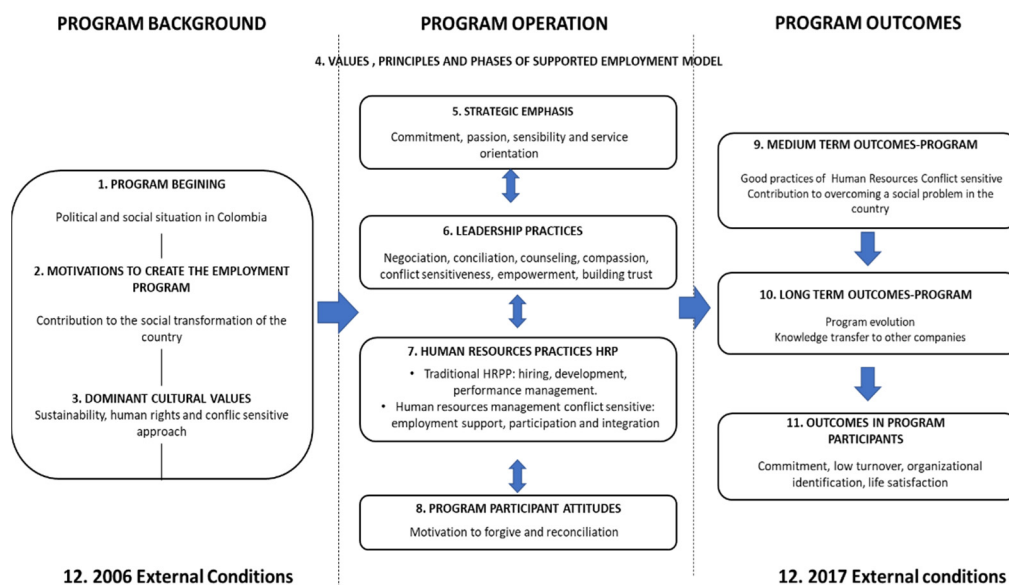 PROGRAM BACKGROUND
1. PROGRAM BEGINING
Political and social situation in Colombia
2. MOTIVATIONS TO CREATE THE EMPLOYMENT
PROGRAM
Contribution to the social transformation of the
country
3. DOMINANT CULTURAL VALUES
Sustainability, human rights and conflic sensitive
approach
12. 2006 External Conditions
PROGRAM OPERATION
4. VALUES , PRINCIPLES AND PHASES OF SUPPORTED EMPLOYMENT MODEL
5. STRATEGIC EMPHASIS
Commitment, passion, sensibility and service
orientation
6. LEADERSHIP PRACTICES
Negociation, conciliation, counseling, compassion,
conflict sensitiveness, empowerment, building trust
7. HUMAN RESOURCES PRACTICES HRP
• Traditional HRPP: hiring, development,
performance management.
• Human resources management conflict sensitive:
employment support, participation and integration
8. PROGRAM PARTICIPANT ATTITUDES
Motivation to forgive and reconciliation
PROGRAM OUTCOMES
9. MEDIUM TERM OUTCOMES-PROGRAM
Good practices of Human Resources Conflict sensitive
Contribution to overcoming a social problem in the
country
10. LONG TERM OUTCOMES-PROGRAM
Program evolution
Knowledge transfer to other companies
11. OUTCOMES IN PROGRAM
PARTICIPANTS
Commitment, low turnover, organizational
identification, life satisfaction
12. 2017 External conditions